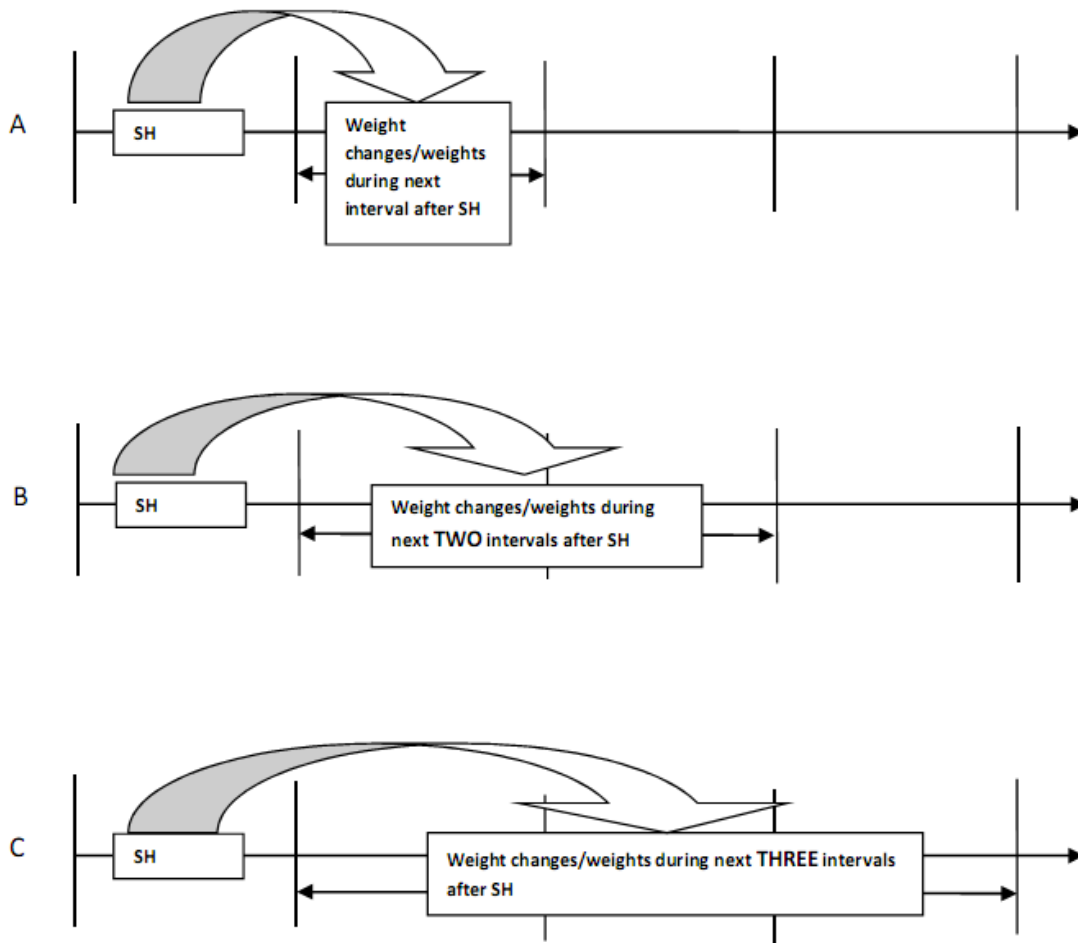 A
SH
Weight
changes/weights
during next
interval after SH
B
SH
Weight changes/weights during
next TWO intervals after SH
C
SH
Weight changes/weights during next THREE intervals
after SH